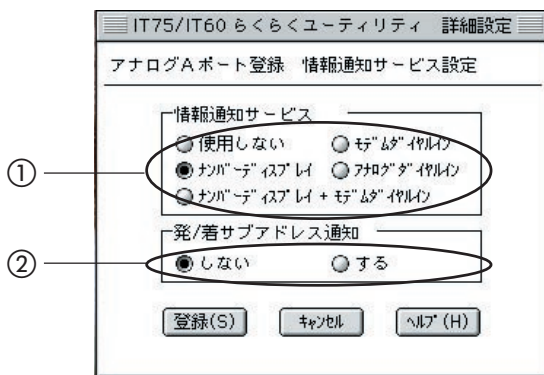 IT75/IT60 らくらくユーティリティ 詳細設定
アナログAポート登録 情報通知サービス設定
情報通知サービス
使用しない ﾓﾃﾞﾑﾀﾞｲﾔﾙｲﾝ
① ﾅﾝﾊﾞｰﾃﾞｨｽﾌﾟﾚｲ ｱﾅﾛｸﾞﾀﾞｲﾔﾙｲﾝ
ﾅﾝﾊﾞｰﾃﾞｨｽﾌﾟﾚｲ + ﾓﾃﾞﾑﾀﾞｲﾔﾙｲﾝ
発/着サブアドレス通知
② しない する
登録(S) ｷｬﾝｾﾙ ﾍﾙﾌﾟ(H)